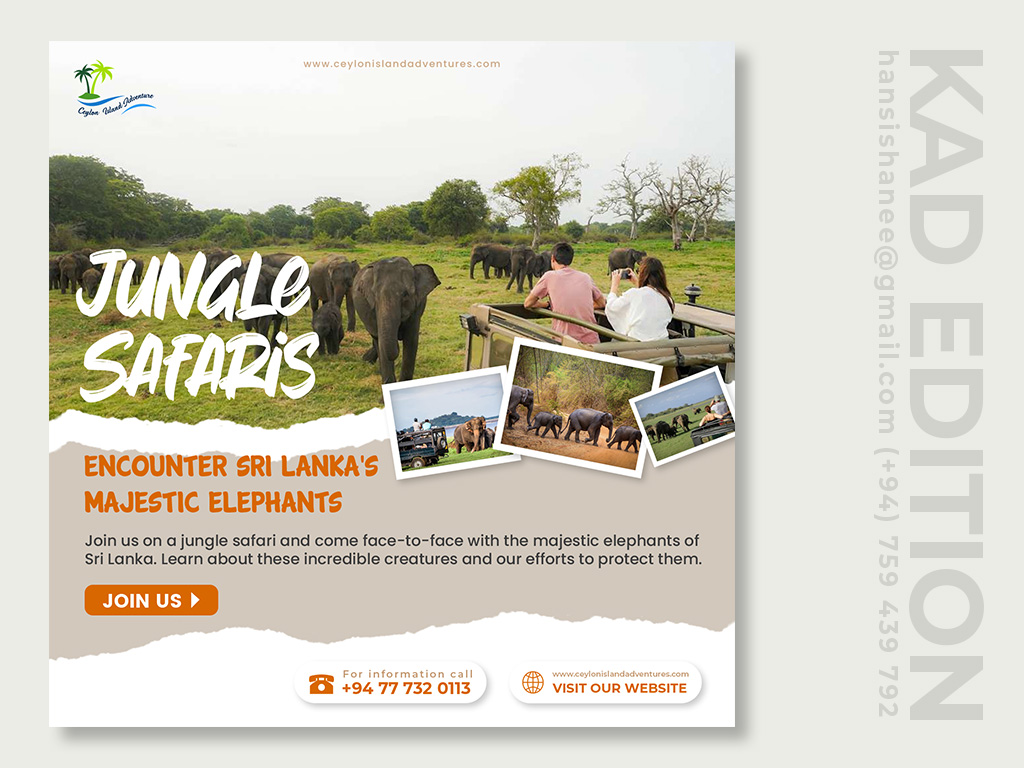 www.ceylonislandadventures.com
Ceylon Island Adventure
JUNGLE
SAFARIS
ENCOUNTER SRI LANKA'S
MAJESTIC ELEPHANTS
Join us on a jungle safari and come face-to-face with the majestic elephants of
Sri Lanka. Learn about these incredible creatures and our efforts to protect them.
JOIN US
For information call
+94 77 732 0113
www.ceylonislandadventures.com
VISIT OUR WEBSITE
KAD EDITION
hansishanee@gmail.com (+94) 759 439 792